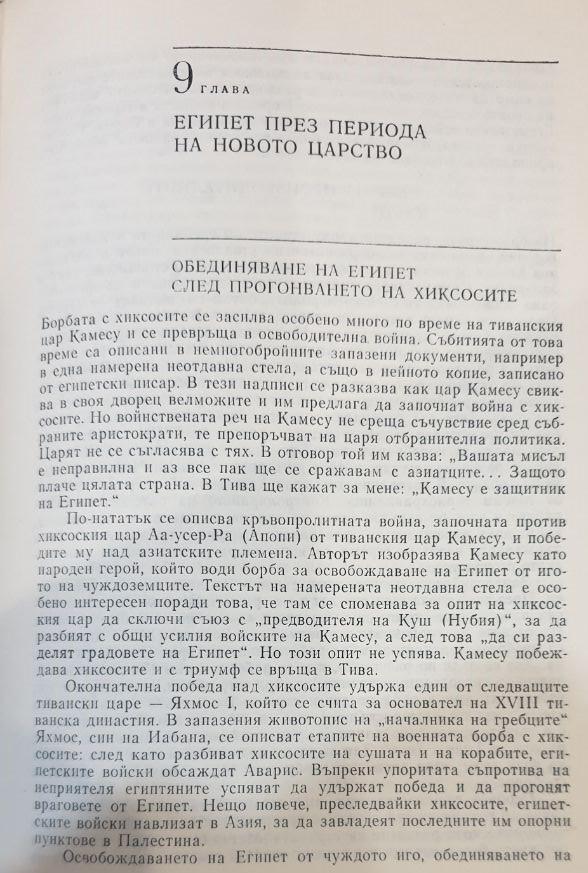 9 ГЛАВА
ЕГИПЕТ ПРЕЗ ПЕРИОДА
НА НОВОТО ЦАРСТВО
ОБЕДИНЯВАНЕ НА ЕГИПЕТ
СЛЕД ПРОГОНВАНЕТО НА ХИКСОСИТЕ
Борбата с хиксосите се засилва особено много по време на тиванския
цар Камесу и се превръща в освободителна война. Събитията от това
време са описани в немногобройните запазени документи, например
в една намерена неотдавна стела, а също в нейното копие, записано
от египетски писар. В тези надписи се разказва как цар Камесу свик-
ва в своя дворец велможите и им предлага да започнат война с хик-
сосите. Но войнствената реч на Камесу не среща съчувствие сред съб-
раните аристократи, те препоръчват на царя отбранителна политика.
Царят не се съгласява с тях. В отговор той им казва: „Вашата мисъл
е неправилна и аз все пак ще се сражавам с азиатците... Защото
плаче цялата страна. В Тива ще кажат за мене: „Камесу е защитник
на Египет.“
По-нататък се описва кръвопролитната война, започната против
хиксоския цар Аа-усер-Ра (Апопи) от тиванския цар Камесу, и побе-
дите му над азиатските племена. Авторът изобразява Камесу като
народен герой, който води борба за освобождаване на Египет от иго-
то на чуждоземците. Текстът на намерената неотдавна стела е осо-
бено интересен поради това, че там се споменава за опит на хиксос-
кия цар да сключи съюз с „предводителя на Куш (Нубия)“, за да
разбият с общи усилия войските на Камесу, а след това „да си раз-
делят градовете на Египет“. Но този опит не успява. Камесу побеж-
дава хиксосите и с триумф се връща в Тива.
Окончателна победа над хиксосите удържа един от следващите
тивански царе — Яхмос I, който се счита за основател на XVIII ти-
ванска династия. В запазения животопис на „началника на гребците“
Яхмос, син на Иабана, се описват етапите на военната борба с хик-
сосите: след като разбиват хиксосите на сушата и на корабите, еги-
петските войски обсаждат Аварис. Въпреки упоритата съпротива на
неприятеля египтяните успяват да удържат победа и да прогонят
враговете от Египет. Нещо повече, преследвайки хиксосите, египет-
ските войски навлизат в Азия, за да завладеят последните им опорни
пунктове в Палестина.
Освобождаването на Египет от чуждото иго, обединяването на